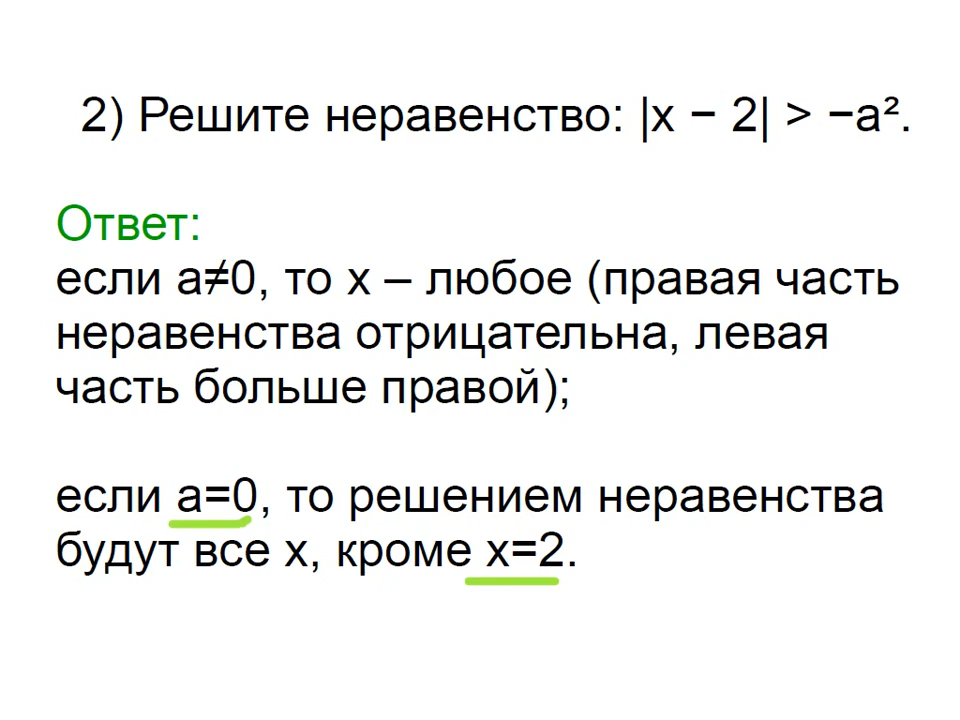 2) Решите неравенство: |x − 2| > −a².
Ответ:
если a≠0, то x – любое (правая часть
неравенства отрицательна, левая
часть больше правой);
если a=0, то решением неравенства
будут все x, кроме x=2.